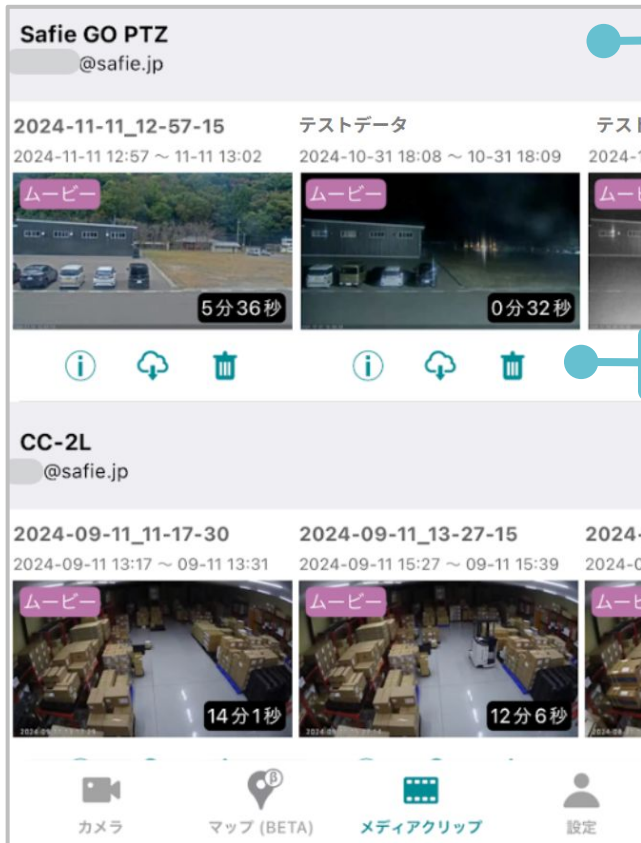 Safie GO PTZ
@safie.jp
2024-11-11_12-57-15
2024-11-11 12:57 ~ 11-11 13:02
ムービー
5分36秒
テストデータ
2024-10-31 18:08 ~ 10-31 18:09
ムービー
0分32秒
CC-2L
@safie.jp
2024-09-11_11-17-30
2024-09-11 13:17 ~ 09-11 13:31
ムービー
14分1秒
2024-09-11_13-27-15
2024-09-11 15:27 ~ 09-11 15:39
ムービー
12分6秒
カメラ
β
マップ (BETA)
メディアクリップ
設定